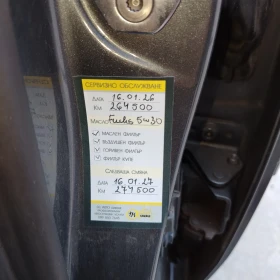 СЕРВИЗНО ОБСЛУЖВАНЕ
ДАТА 16.01.26
КМ 264500
МАСЛО Fuchs 5w30
✓ МАСЛЕН ФИЛТЪР
✓ ВЪЗДУШЕН ФИЛТЪР
✓ ГОРИВЕН ФИЛТЪР
✓ ФИЛТЪР КУПЕ
СЛЕДВАЩА СМЯНА
ДАТА 16 01 27
КМ 274500